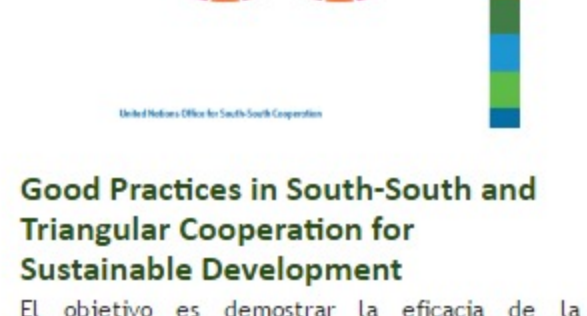 United Nations Office for South-South Cooperation
Good Practices in South-South and
Triangular Cooperation for
Sustainable Development
El objetivo es demostrar la eficacia de la